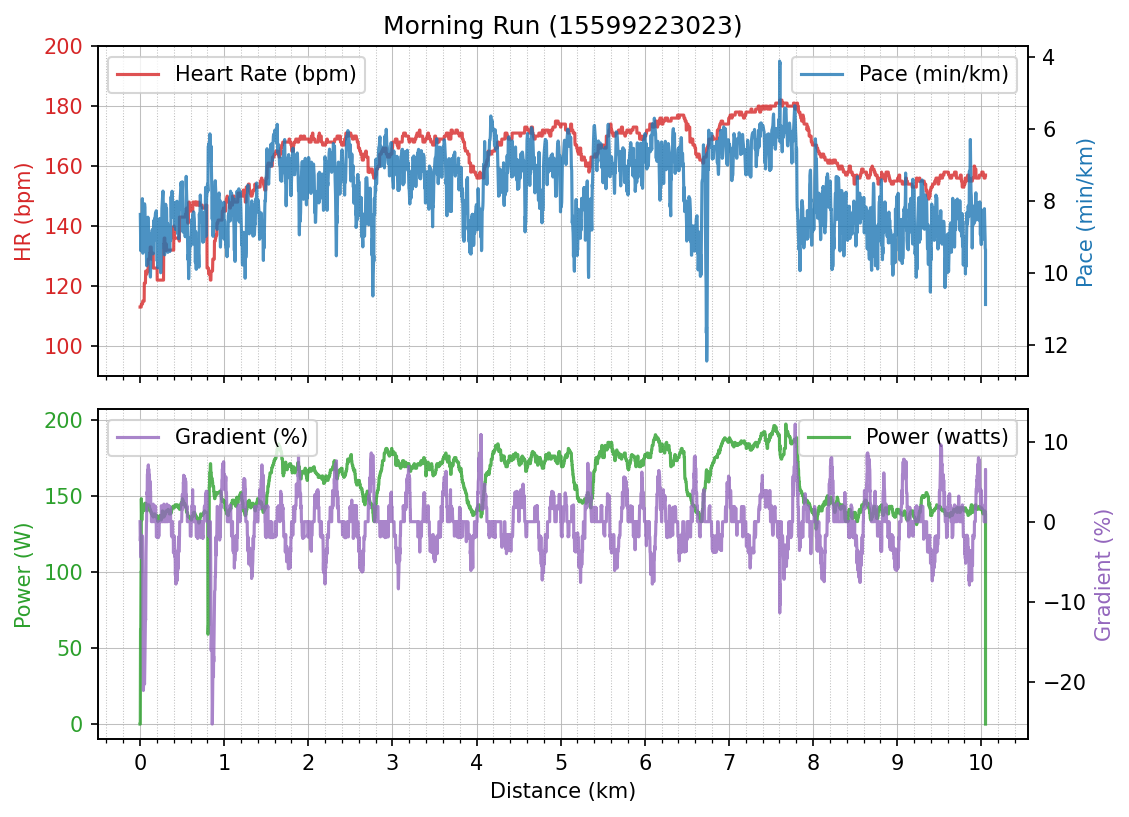 Morning Run (15599223023)
Heart Rate (bpm)
Pace (min/km)
200
180
160
140
120
100
HR (bpm)
4
6
8
10
12
Pace (min/km)
Gradient (%)
Power (watts)
200
150
100
50
0
Power (W)
10
0
−10
−20
Gradient (%)
0 1 2 3 4 5 6 7 8 9 10
Distance (km)